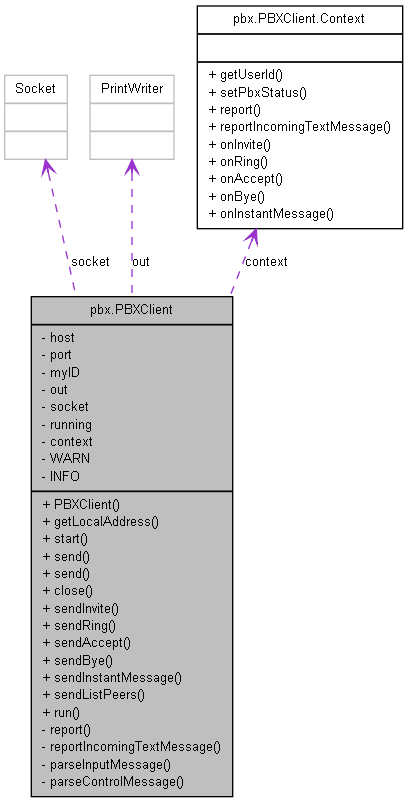 pbx.PBXClient.Context
+ getUserId()
+ setPbxStatus()
+ report()
+ reportIncomingTextMessage()
+ onInvite()
+ onRing()
+ onAccept()
+ onBye()
+ onInstantMessage()
Socket
PrintWriter
socket
out
context
pbx.PBXClient
- host
- port
- myID
- out
- socket
- running
- context
- WARN
- INFO
+ PBXClient()
+ getLocalAddress()
+ start()
+ send()
+ send()
+ close()
+ sendInvite()
+ sendRing()
+ sendAccept()
+ sendBye()
+ sendInstantMessage()
+ sendListPeers()
+ run()
- report()
- reportIncomingTextMessage()
- parseInputMessage()
- parseControlMessage()